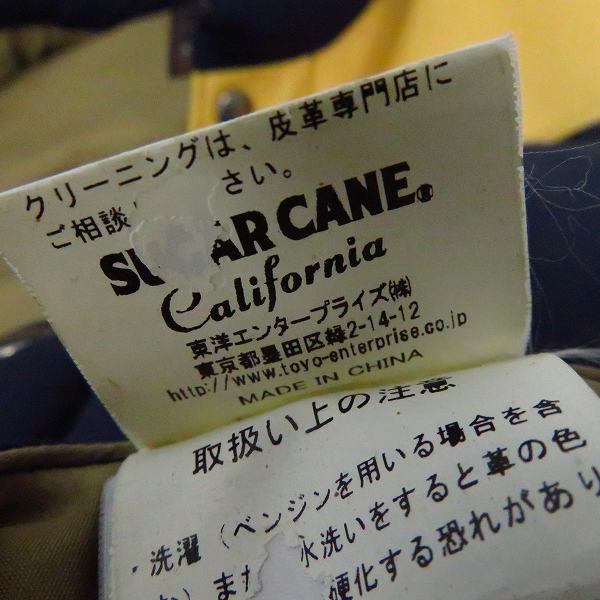 クリーニングは、皮革専門店に
ご相談 さい。
SUGAR CANE®
California
東洋エンタープライズ㈱
東京都墨田区緑2-14-12
http://www.toyo-enterprise.co.jp
MADE IN CHINA
取扱い上の注意
・洗濯（ベンジンを用いる場合を含
い）また 水洗いをすると革の色
硬化する恐れがあり